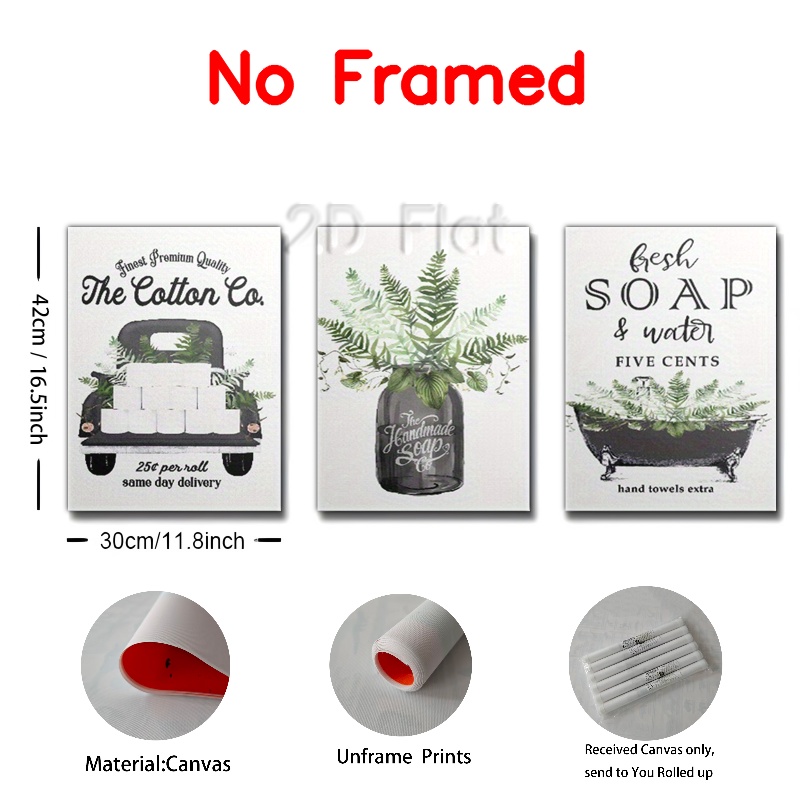 No Framed
2D Flat
42cm / 16.5inch
Finest Premium Quality
The Cotton Co.
25¢ per roll
same day delivery
The
Handmade
Soap
Co
fresh
SOAP
& water
FIVE CENTS
hand towels extra
30cm/11.8inch
Material:Canvas
Unframe Prints
Received Canvas only,
send to You Rolled up